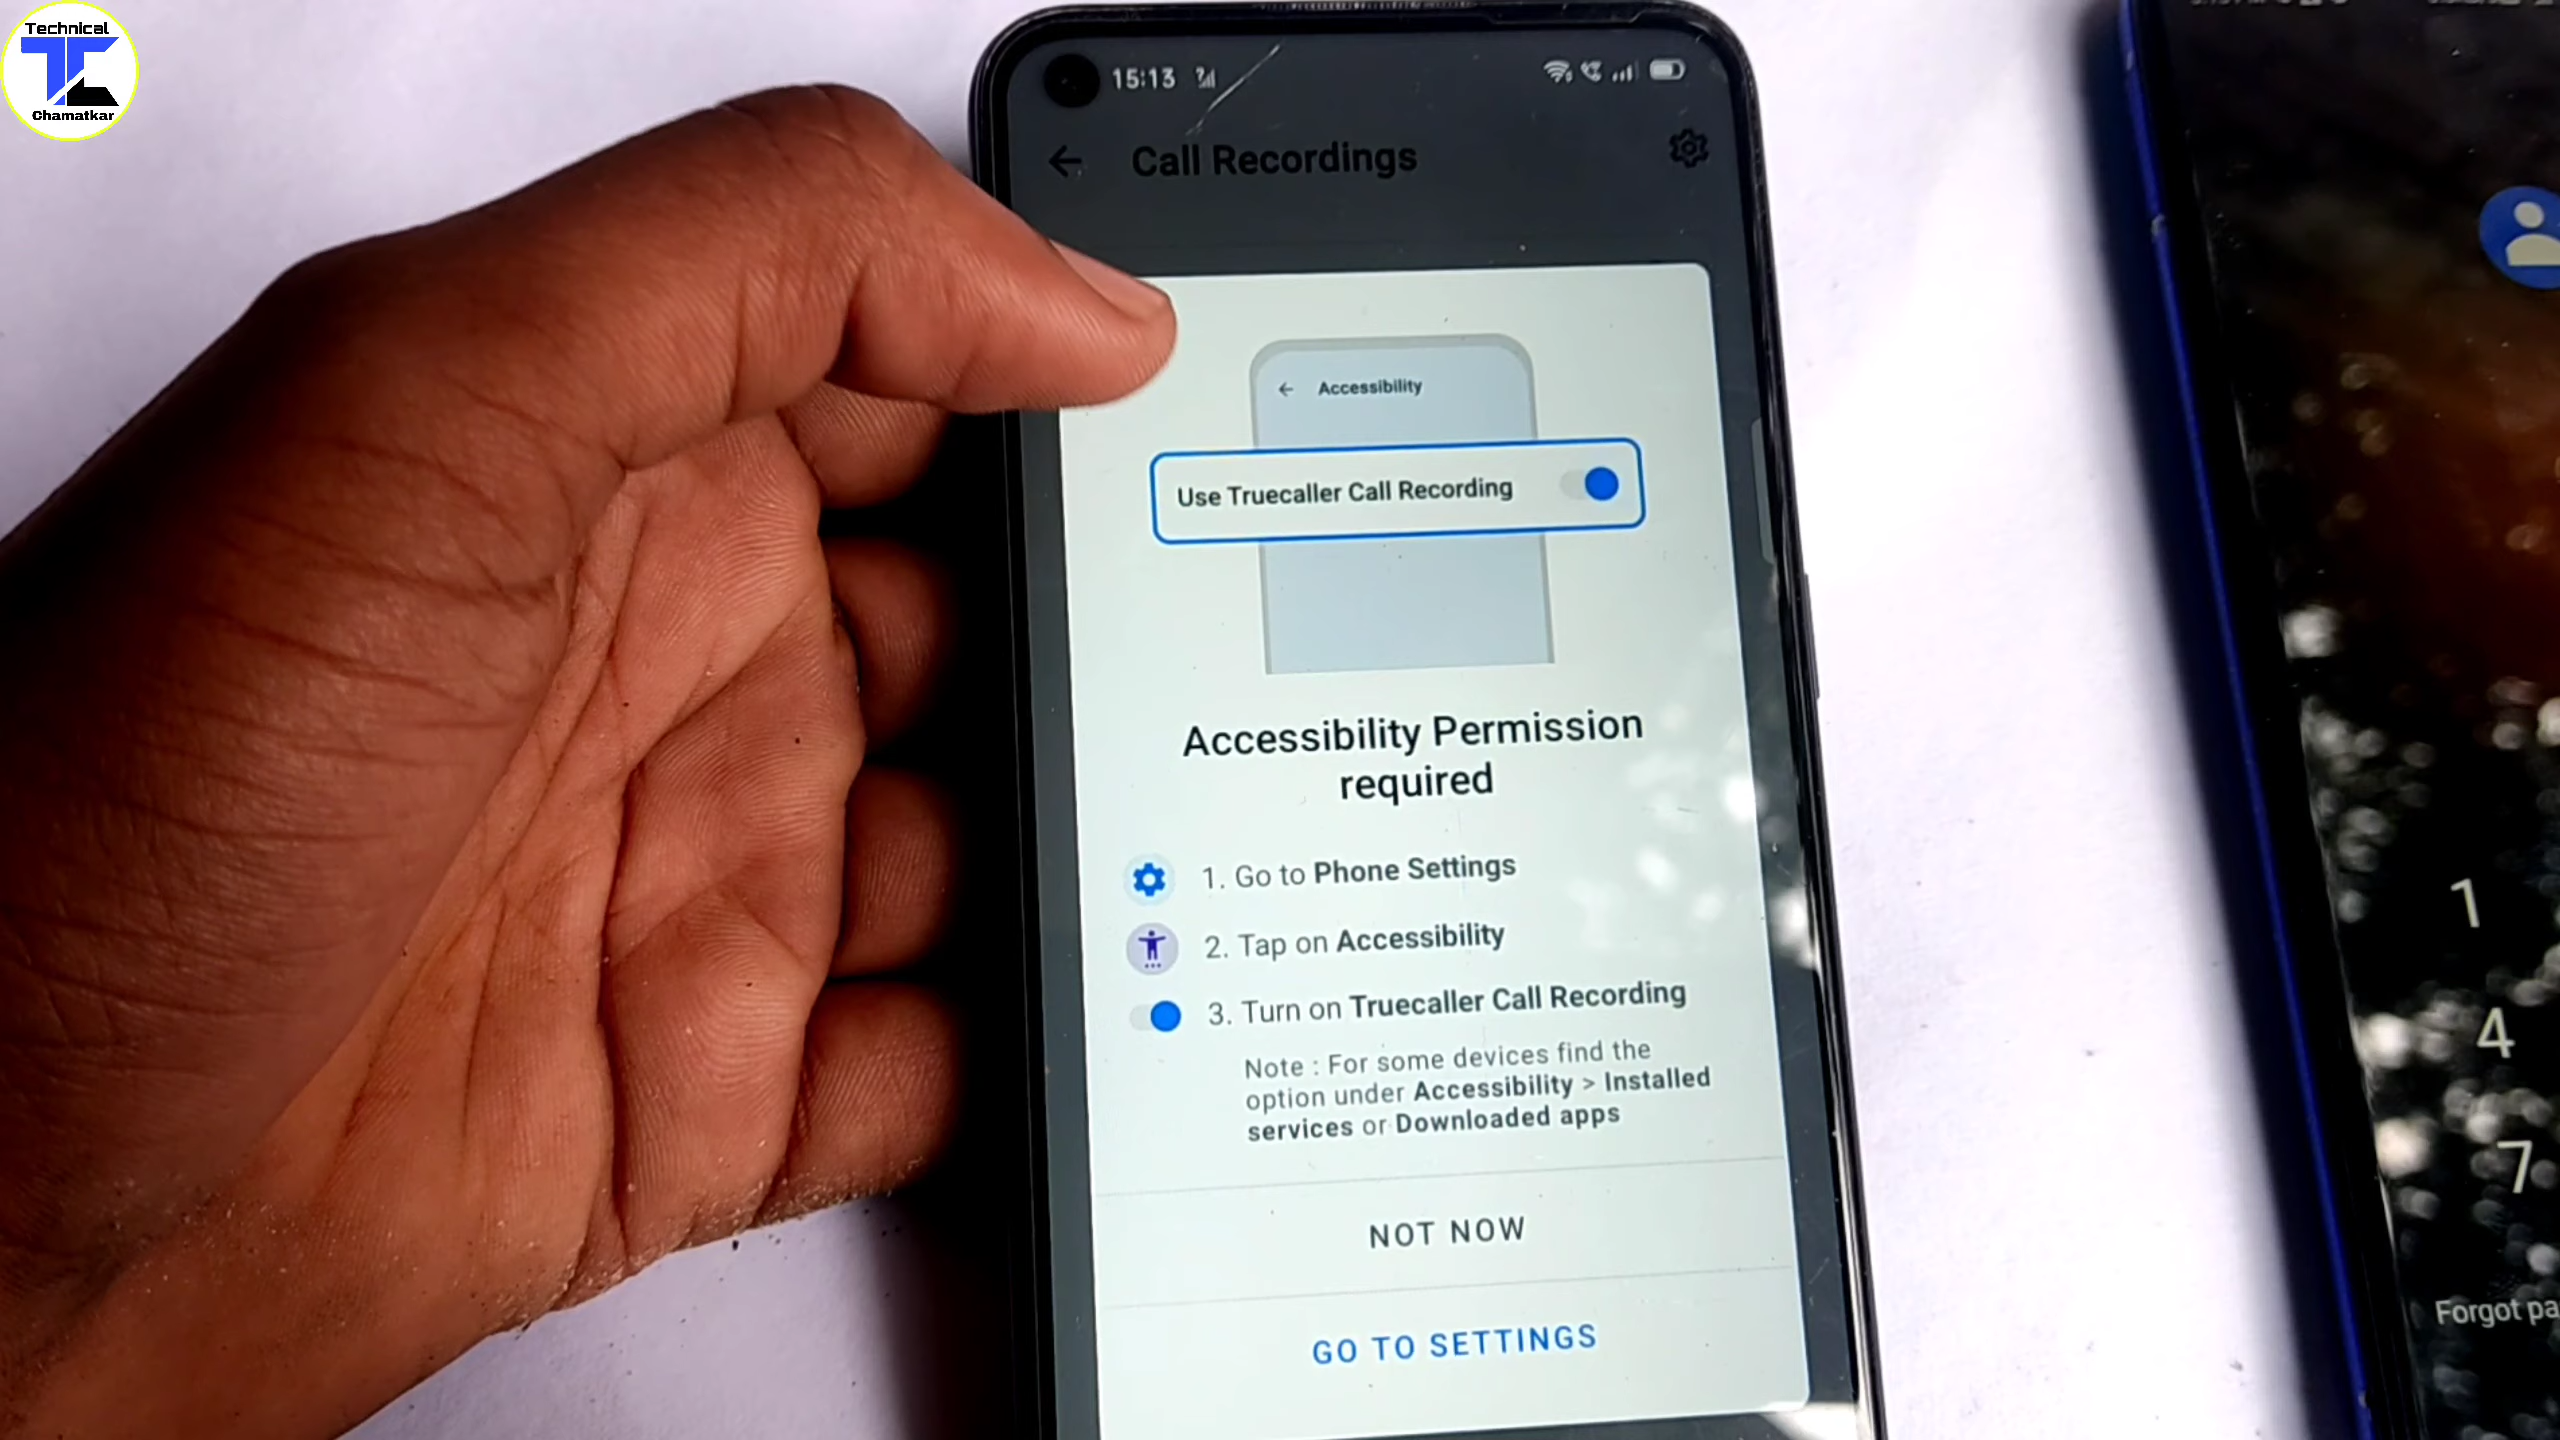 Technical
TC
Chamatkar
15:13
Call Recordings
Accessibility
Use Truecaller Call Recording
Accessibility Permission
required
1. Go to Phone Settings
2. Tap on Accessibility
3. Turn on Truecaller Call Recording
Note : For some devices find the
option under Accessibility > Installed
services or Downloaded apps
NOT NOW
GO TO SETTINGS
1
4
7
Forgot